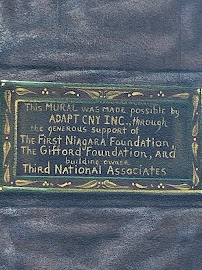 This MURAL was made possible by
ADAPT CNY INC., through
the generous support of
The First Niagara Foundation,
The Gifford Foundation, and
building owner
Third National Associates